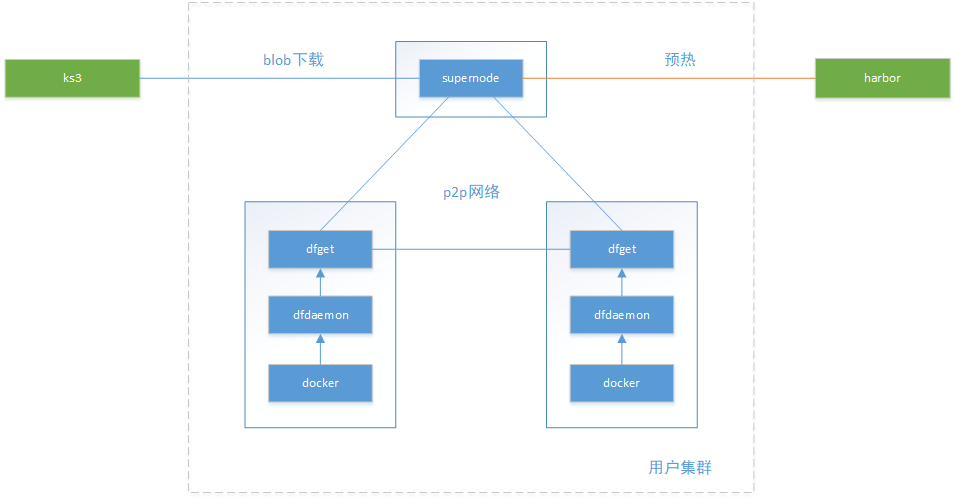 blob下载
预热
ks3
supernode
harbor
p2p网络
dfget
dfget
dfdaemon
dfdaemon
docker
docker
用户集群